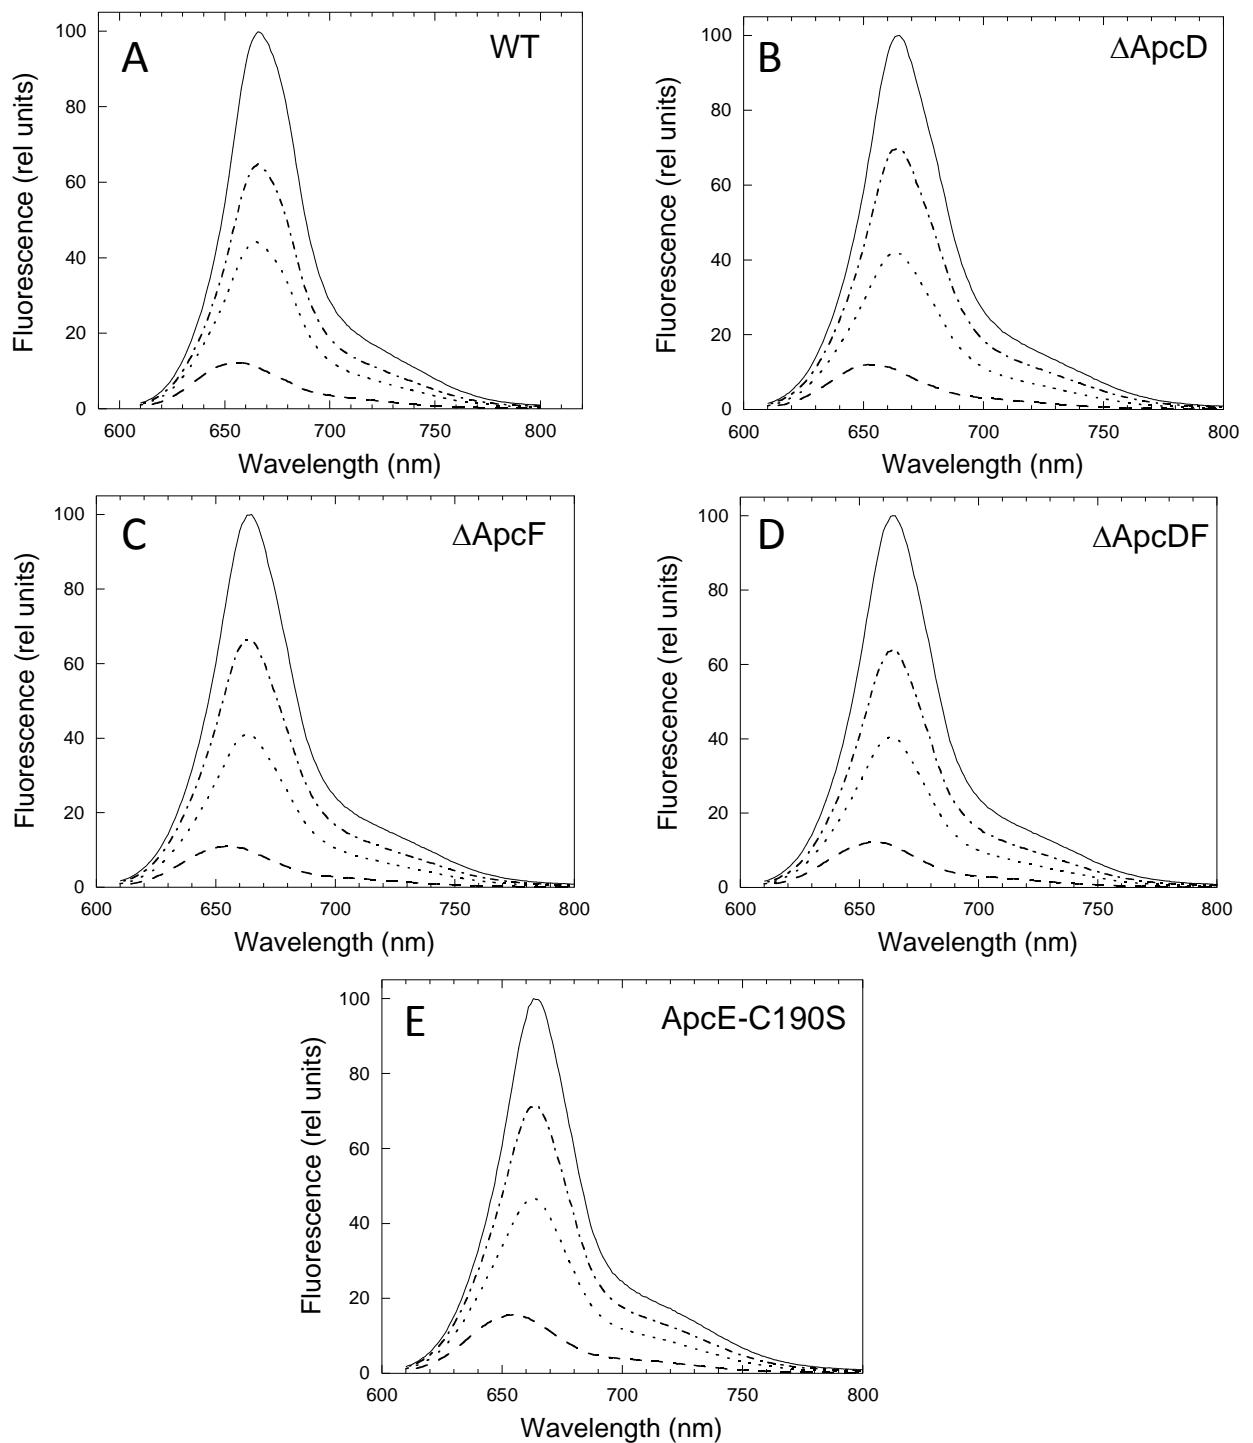 A
WT
100
80
60
40
20
0
Fluorescence (rel units)
600 650 700 750 800
Wavelength (nm)
B
ΔApcD
100
80
60
40
20
0
Fluorescence (rel units)
600 650 700 750 800
Wavelength (nm)
C
ΔApcF
100
80
60
40
20
0
Fluorescence (rel units)
600 650 700 750 800
Wavelength (nm)
D
ΔApcDF
100
80
60
40
20
0
Fluorescence (rel units)
600 650 700 750 800
Wavelength (nm)
E
ApcE-C190S
100
80
60
40
20
0
Fluorescence (rel units)
600 650 700 750 800
Wavelength (nm)